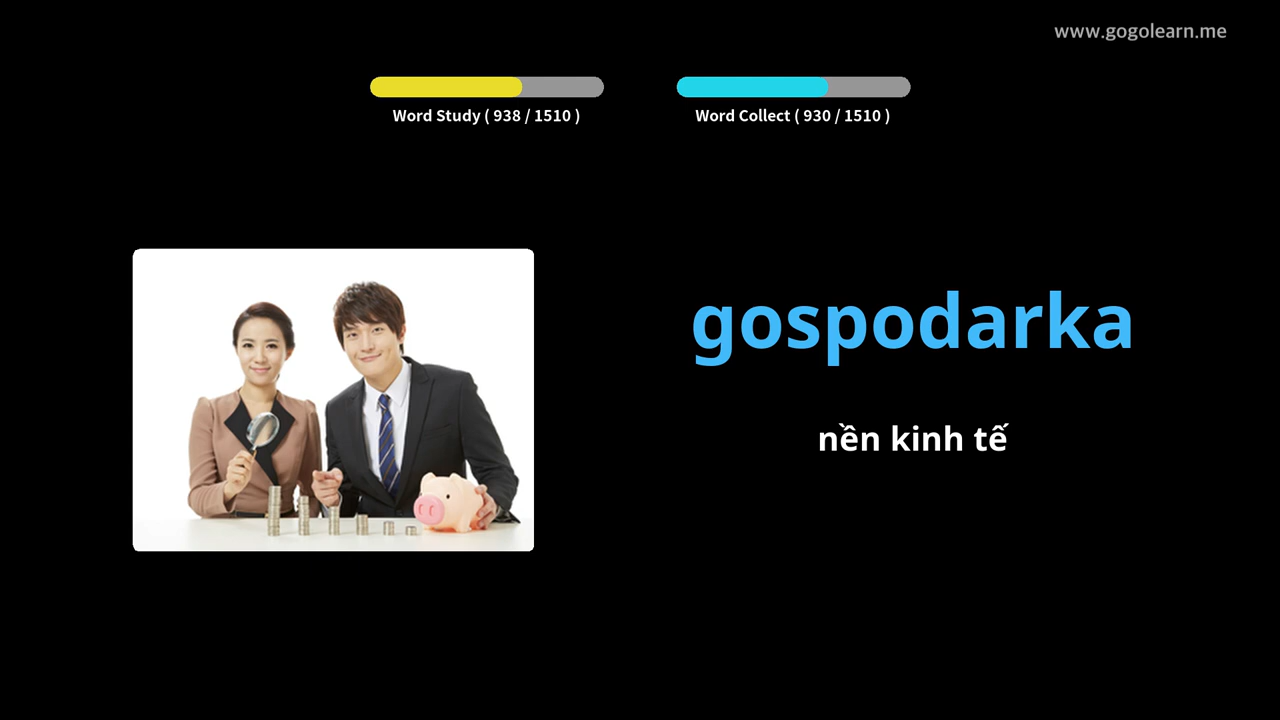 www.gogolearn.me
Word Study ( 938 / 1510 )
Word Collect ( 930 / 1510 )
gospodarka
nền kinh tế